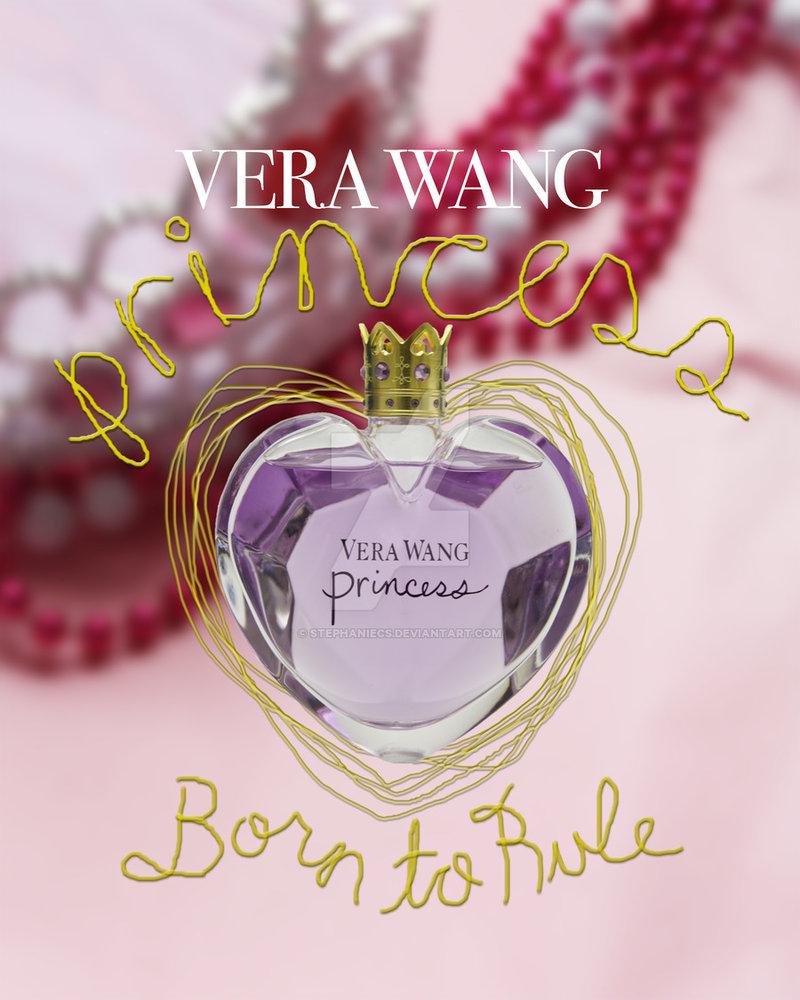 VERA WANG
princess
VERA WANG
princess
© STEPHANIECS.DEVIANTART.COM
Born to Rule